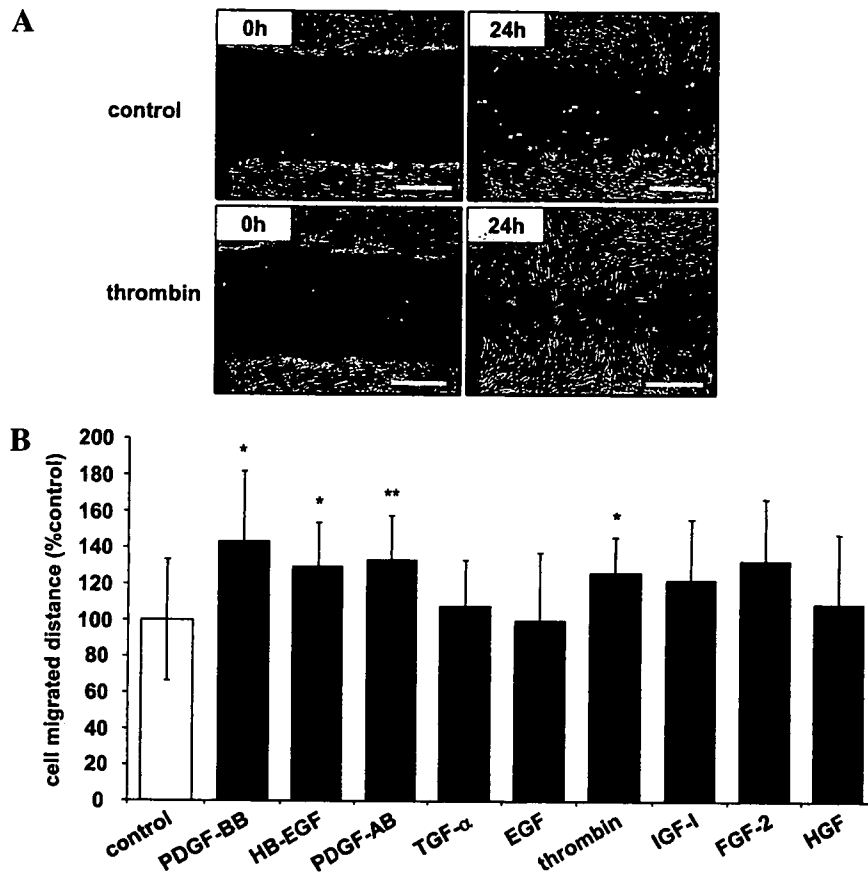 A
0h
24h
control
0h
24h
thrombin
B
cell migrated distance (%control)
200
180
160
140
120
100
80
60
40
20
0
*
*
**
*
control
PDGF-BB
HB-EGF
PDGF-AB
TGF-α
EGF
thrombin
IGF-I
FGF-2
HGF